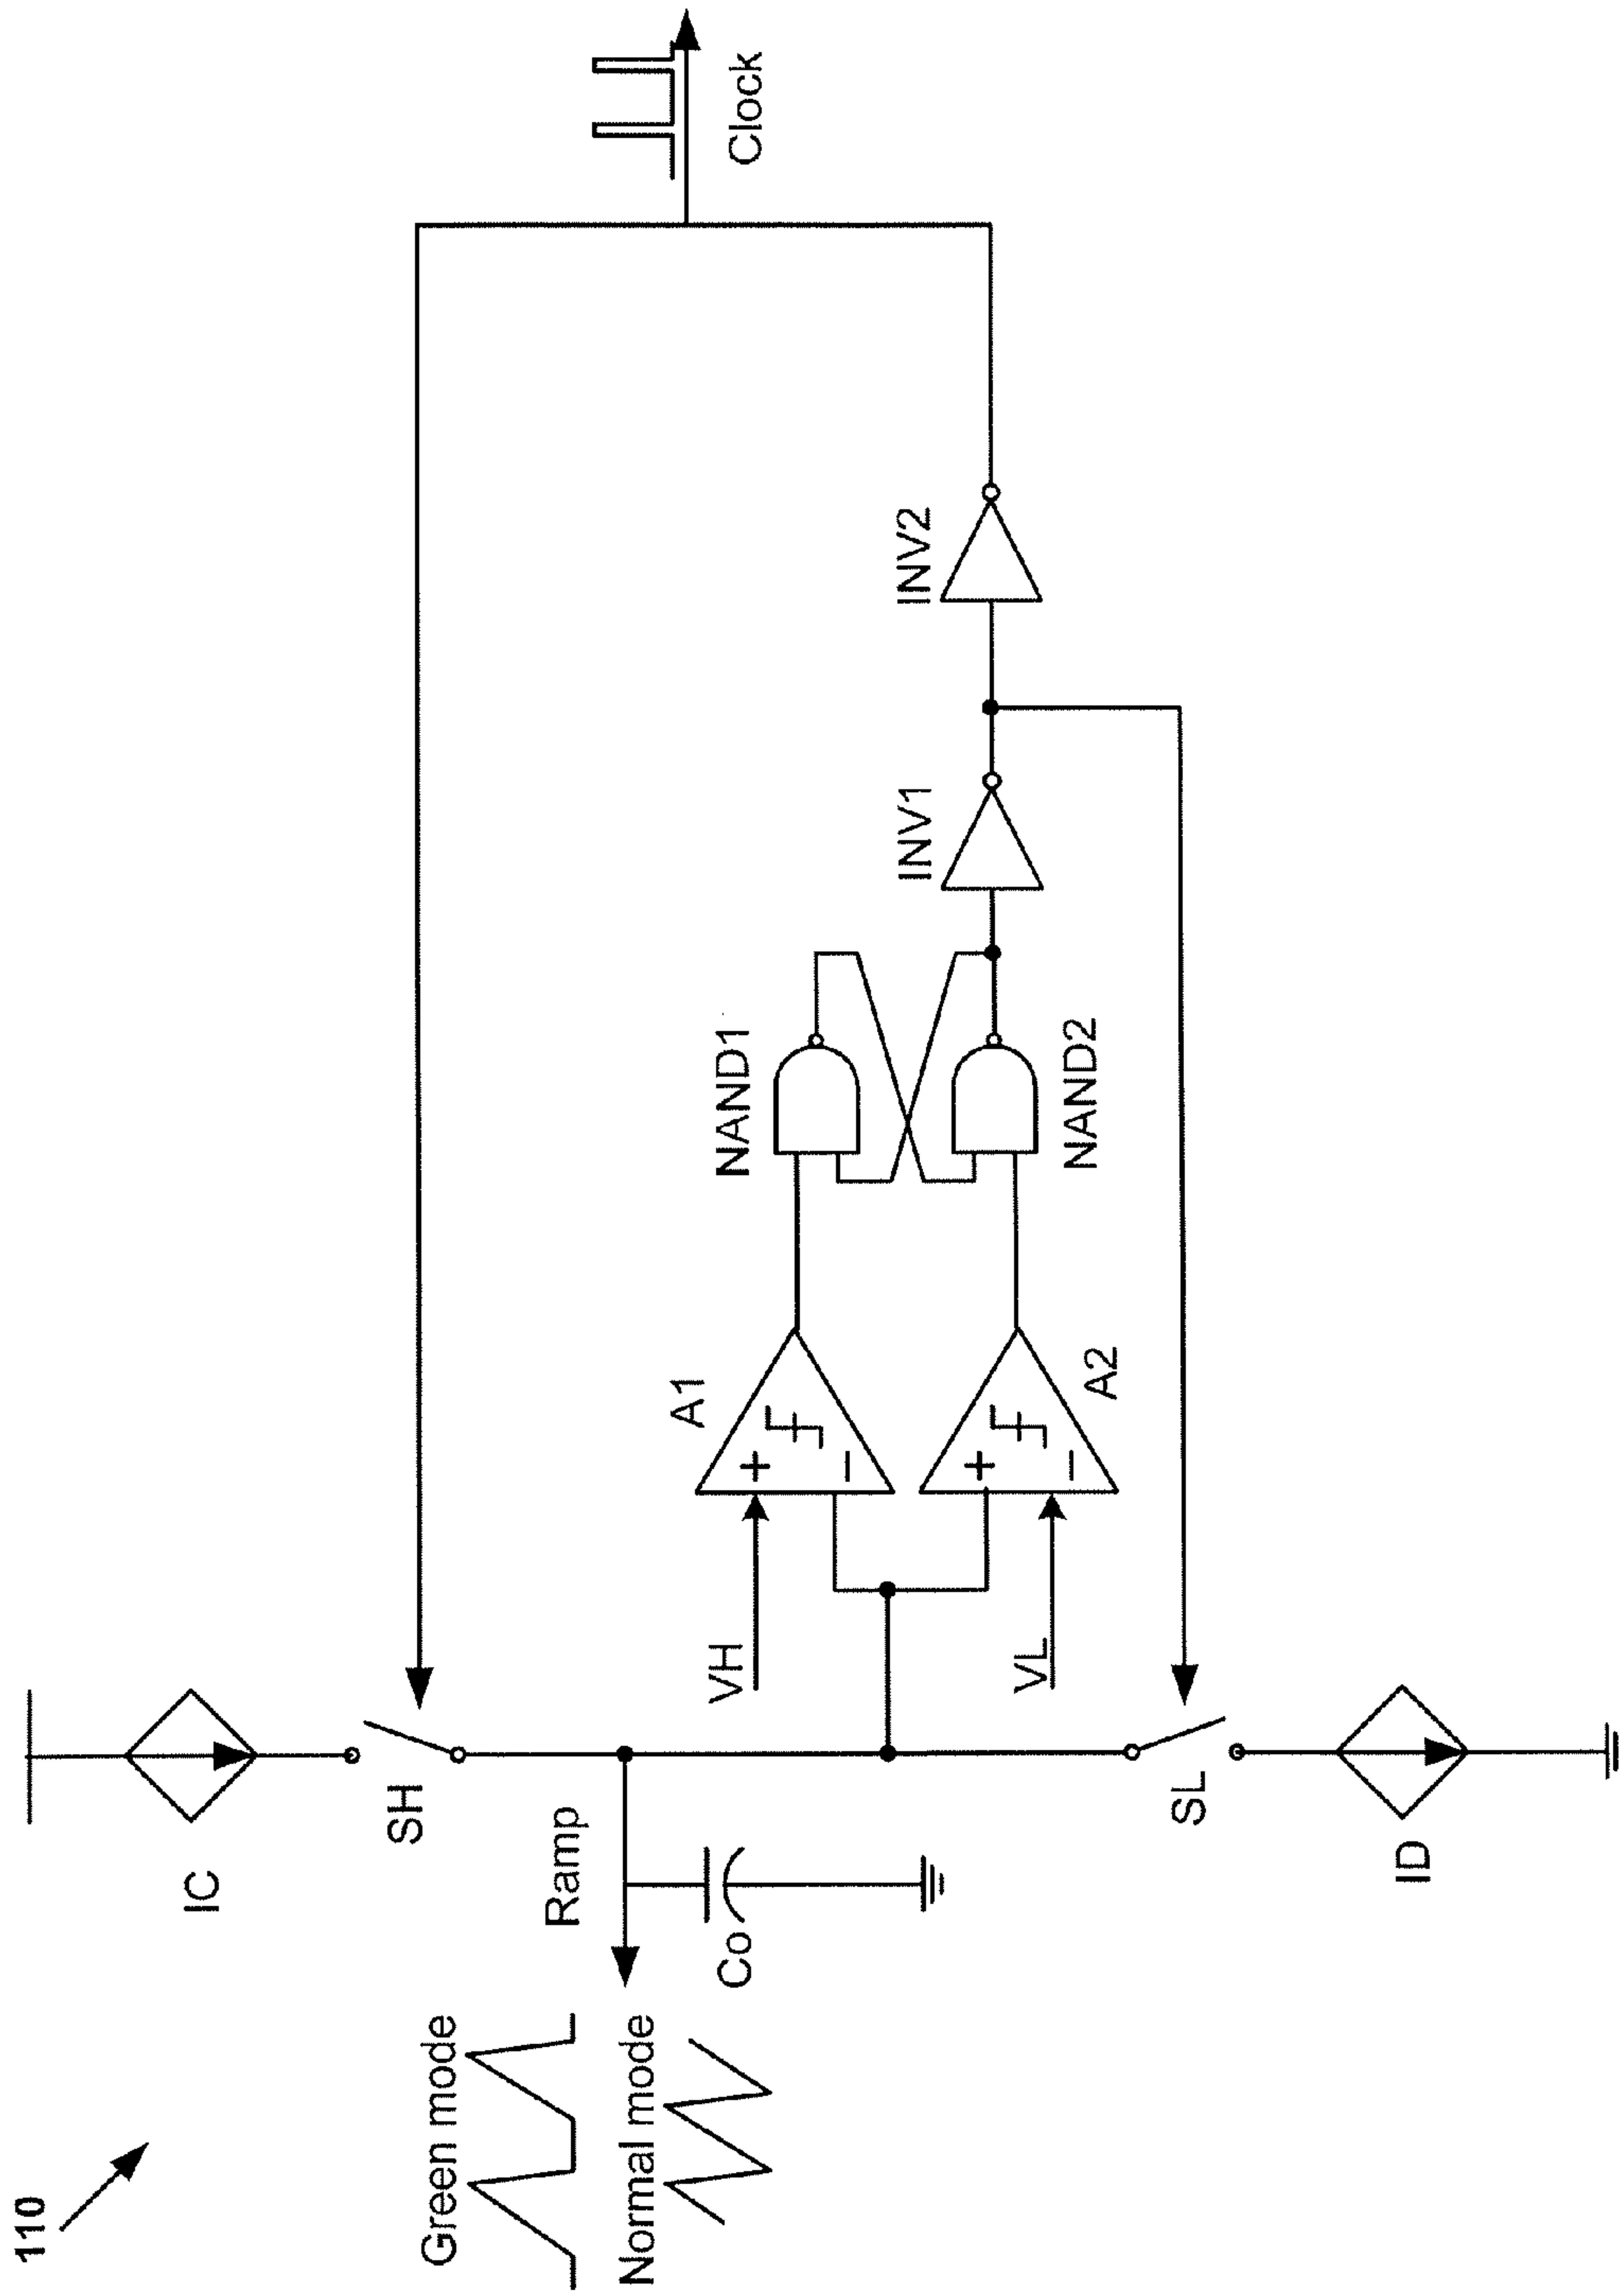 110
Green mode
Normal mode
Ramp
Co
IC
SH
VH
VL
SL
ID
A1
+
−
A2
+
−
NAND1
NAND2
INV1
INV2
Clock